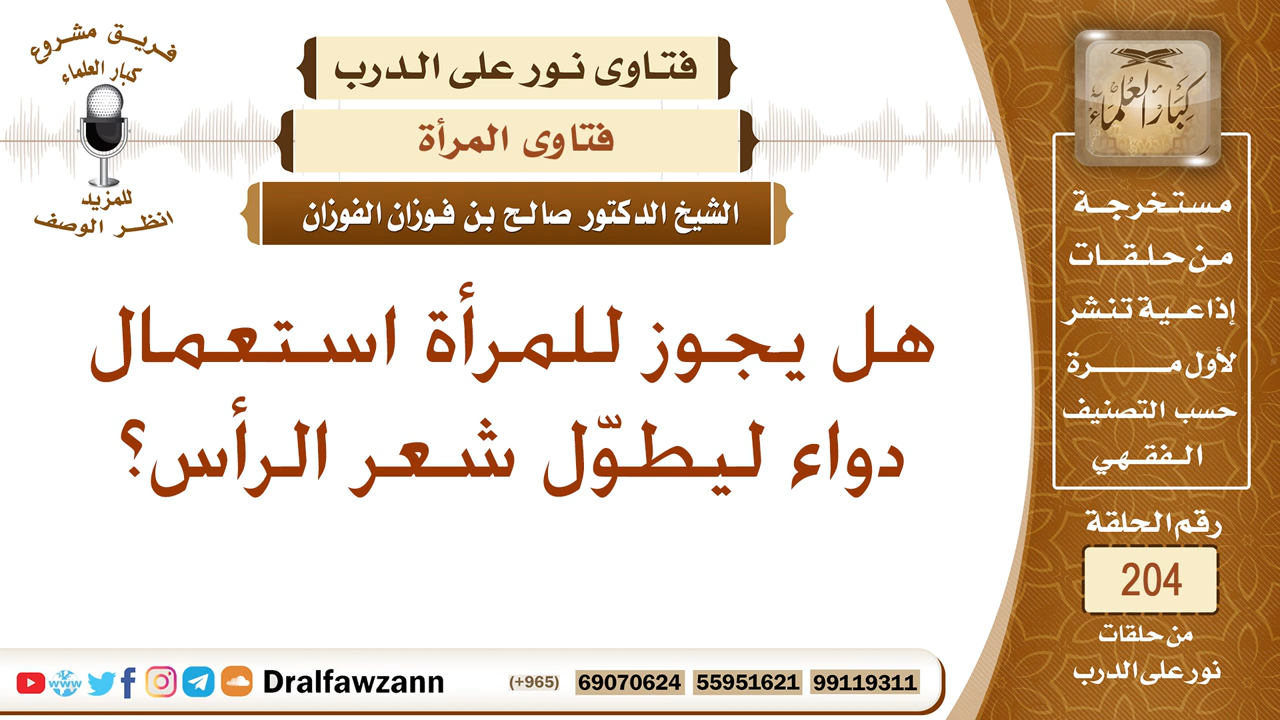 فريق مشروع
كبار العلماء
للمزيد
انظر الوصف
فتاوى نور على الدرب
فتاوى المرأة
الشيخ الدكتور صالح بن فوزان الفوزان
هل يجوز للمرأة استعمال
دواء ليطوّل شعر الرأس؟
كبار العلماء
مستخرجة
من حلقات
إذاعية تنشر
لأول مرة
حسب التصنيف
الفقهي
رقم الحلقة
204
من حلقات
نور على الدرب
www Dralfawzann (+965) 69070624 55951621 99119311